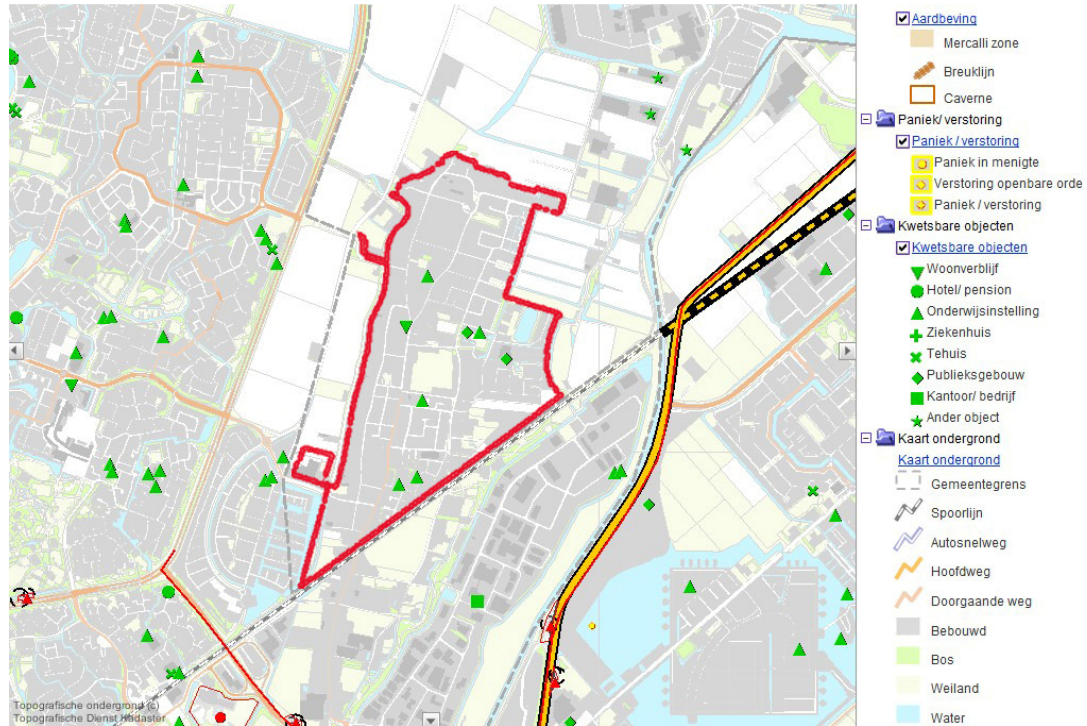 Aardbeving
Mercalli zone
Breuklijn
Caverne
Paniek/ verstoring
Paniek / verstoring
Paniek in menigte
Verstoring openbare orde
Paniek / verstoring
Kwetsbare objecten
Kwetsbare objecten
Woonverblijf
Hotel/ pension
Onderwijsinstelling
Ziekenhuis
Tehuis
Publieksgebouw
Kantoor/ bedrijf
Ander object
Kaart ondergrond
Kaart ondergrond
Gemeentegrens
Spoorlijn
Autosnelweg
Hoofdweg
Doorgaande weg
Bebouwd
Bos
Weiland
Water
Topografische ondergrond (c)
Topografische Dienst Kadaster